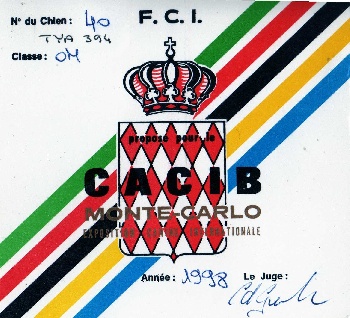 F.C.I.
N° du Chien: 40
TYA 394
Classe: OM
proposé pour le
CACIB
MONTE-CARLO
EXPOSITION CANINE INTERNATIONALE
Année: 1998 Le Juge: